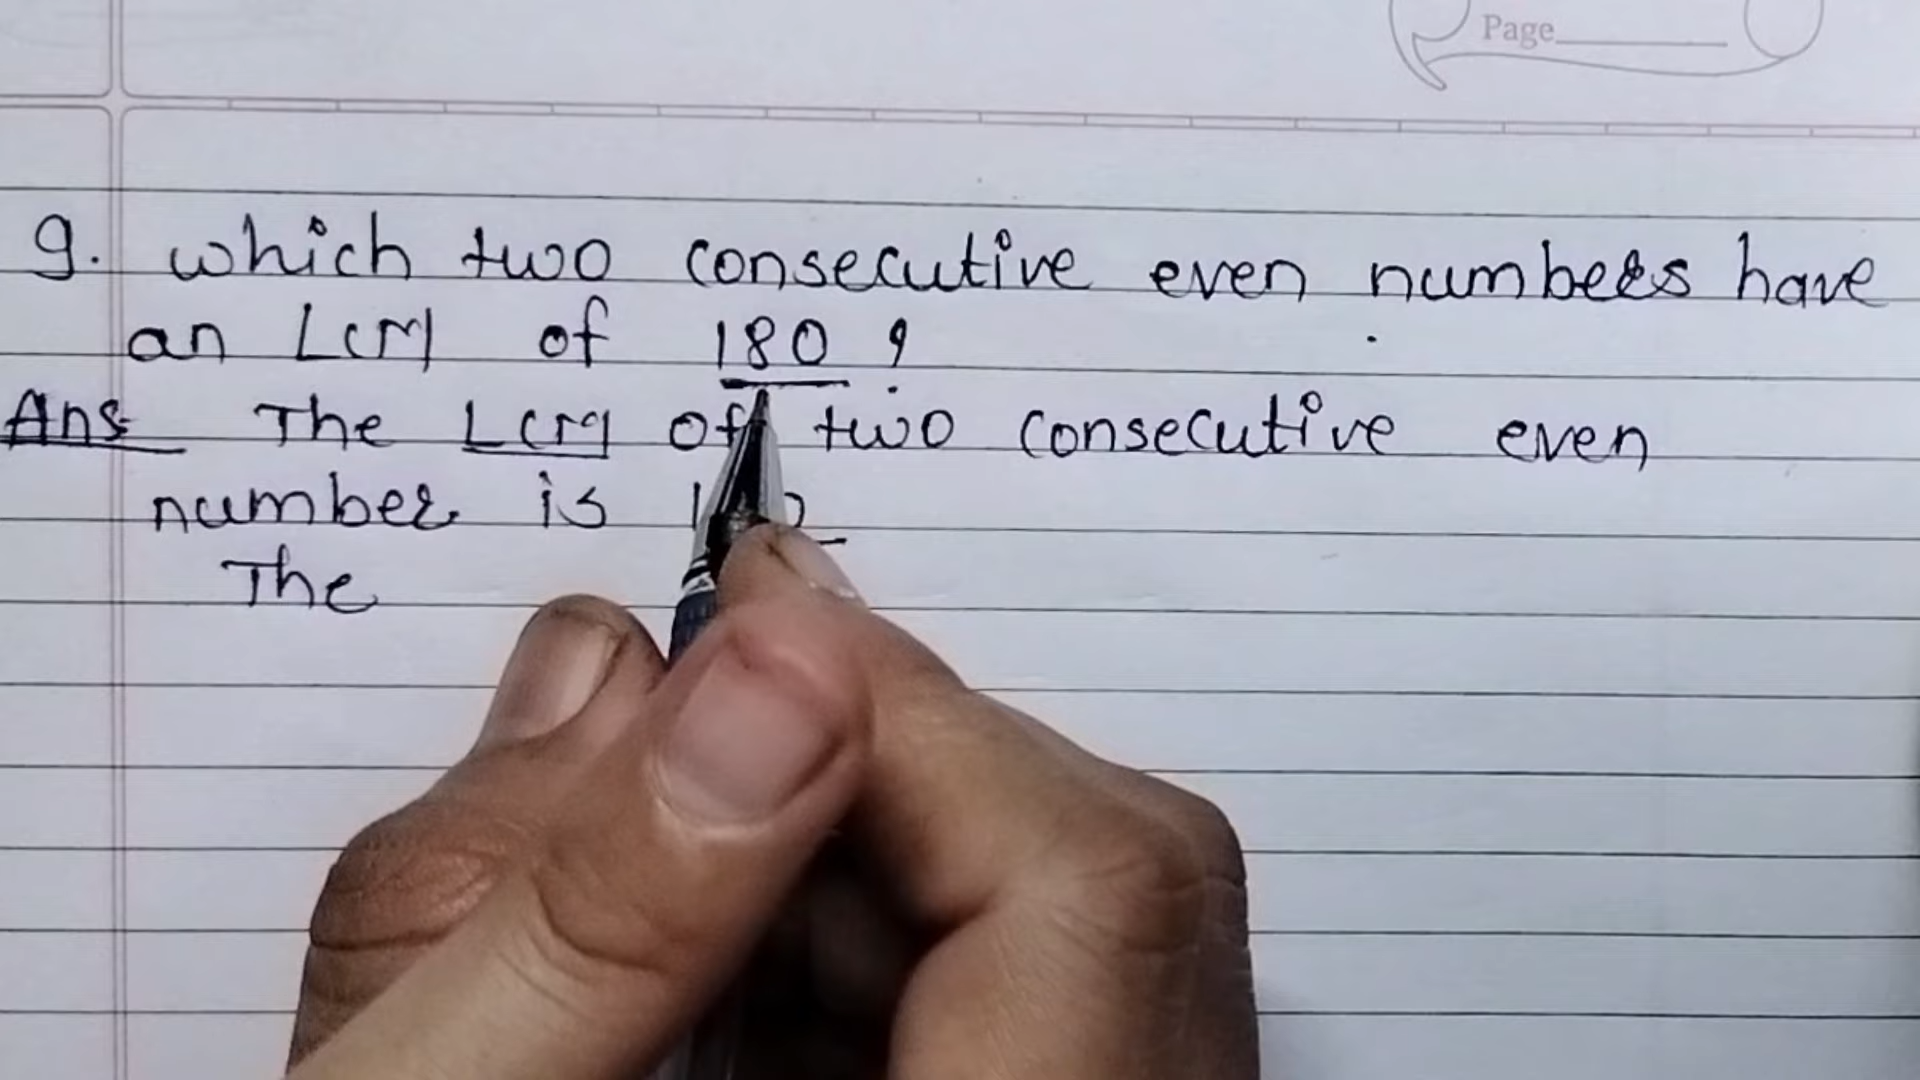 Page
9. which two consecutive even numbers have
an LCM of 180 ?
Ans The LCM of two consecutive even
number is
The